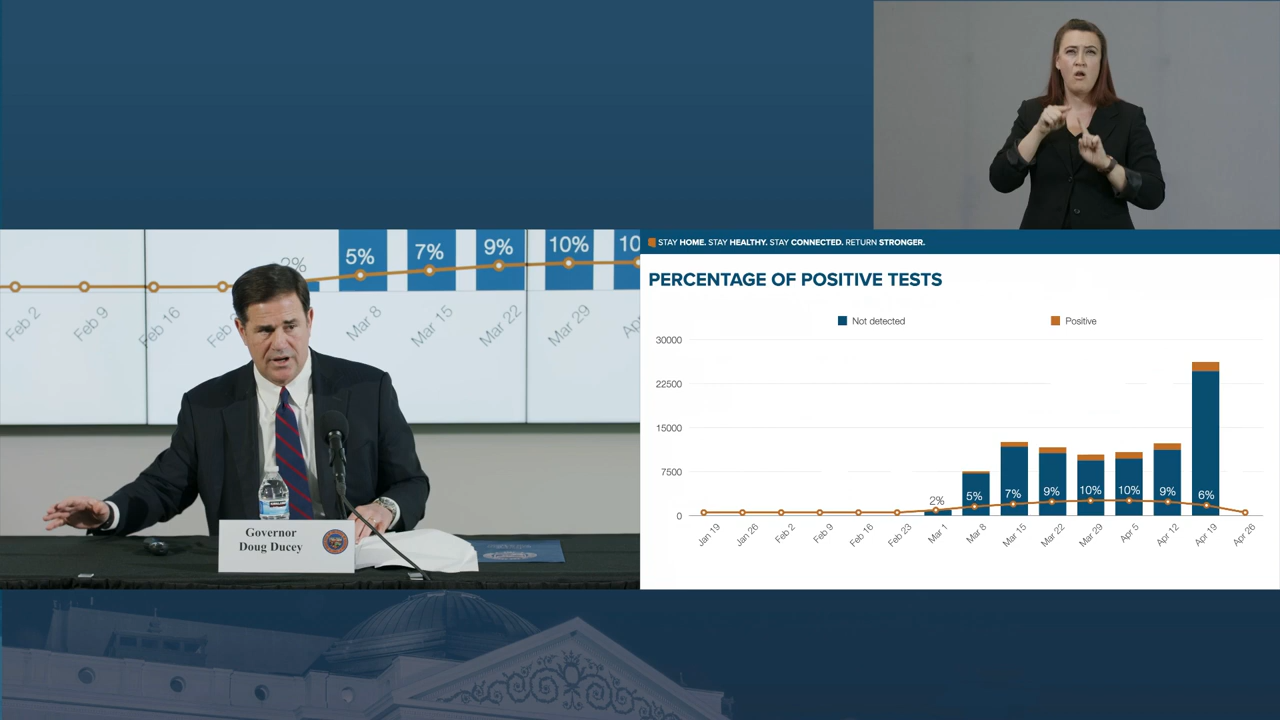 2%
5%
7%
9%
10%
10
Feb 2
Feb 9
Feb 16
Mar 8
Mar 15
Mar 22
Mar 29
Governor
Doug Ducey
STAY HOME. STAY HEALTHY. STAY CONNECTED. RETURN STRONGER.
PERCENTAGE OF POSITIVE TESTS
Not detected
Positive
30000
22500
15000
7500
0
2%
5%
7%
9%
10%
10%
9%
6%
Jan 19
Jan 26
Feb 2
Feb 9
Feb 16
Feb 23
Mar 1
Mar 8
Mar 15
Mar 22
Mar 29
Apr 5
Apr 12
Apr 19
Apr 26